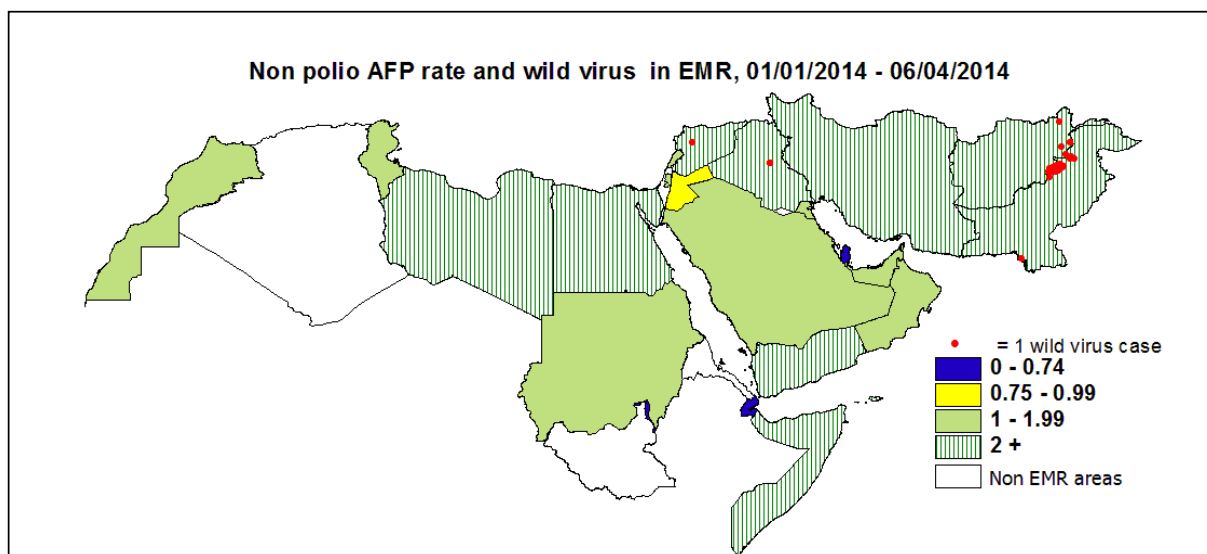 Non polio AFP rate and wild virus in EMR, 01/01/2014 - 06/04/2014
= 1 wild virus case
0 - 0.74
0.75 - 0.99
1 - 1.99
2 +
Non EMR areas